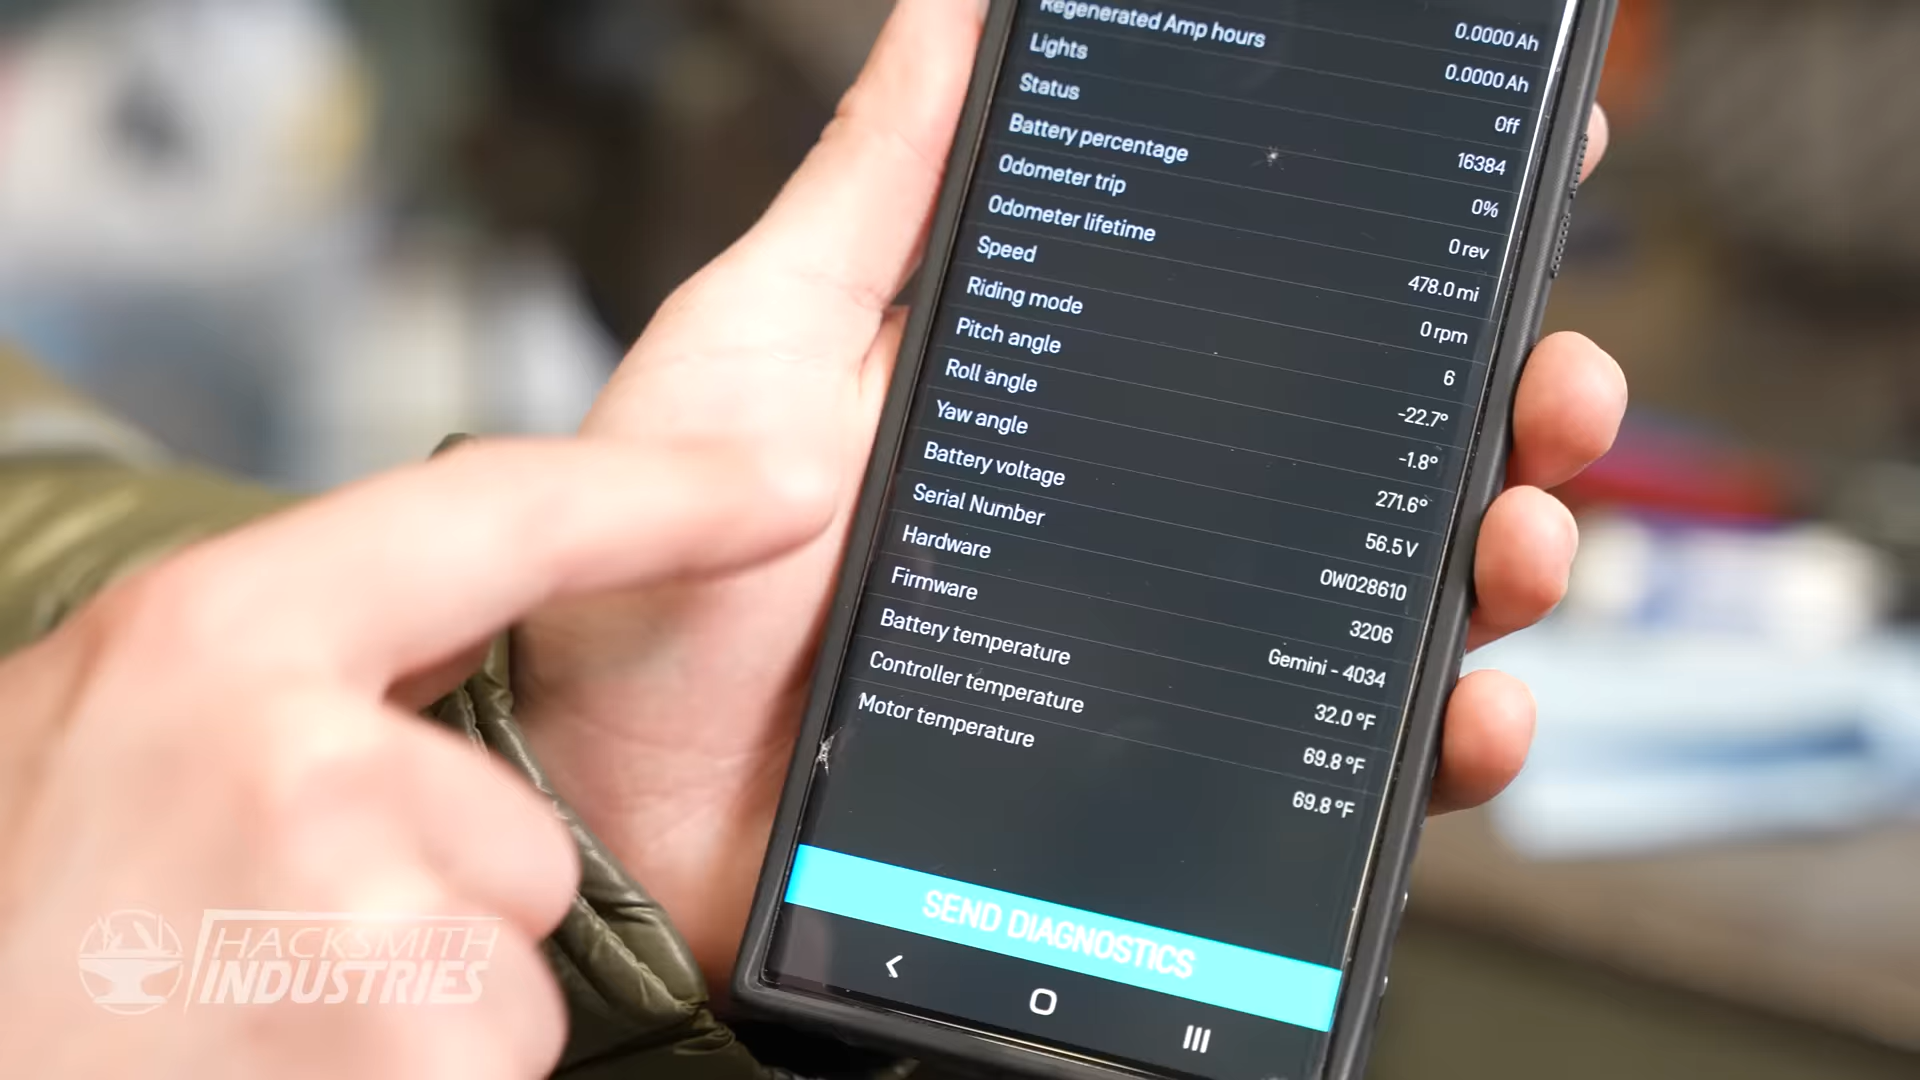 0.0000 Ah
Regenerated Amp hours 0.0000 Ah
Lights Off
Status 16384
Battery percentage 0%
Odometer trip 0 rev
Odometer lifetime 478.0 mi
Speed 0 rpm
Riding mode 6
Pitch angle -22.7°
Roll angle -1.8°
Yaw angle 271.6°
Battery voltage 56.5 V
Serial Number OW028610
Hardware 3206
Firmware Gemini - 4034
Battery temperature 32.0 °F
Controller temperature 69.8 °F
Motor temperature 69.8 °F
SEND DIAGNOSTICS
HACKSMITH
INDUSTRIES